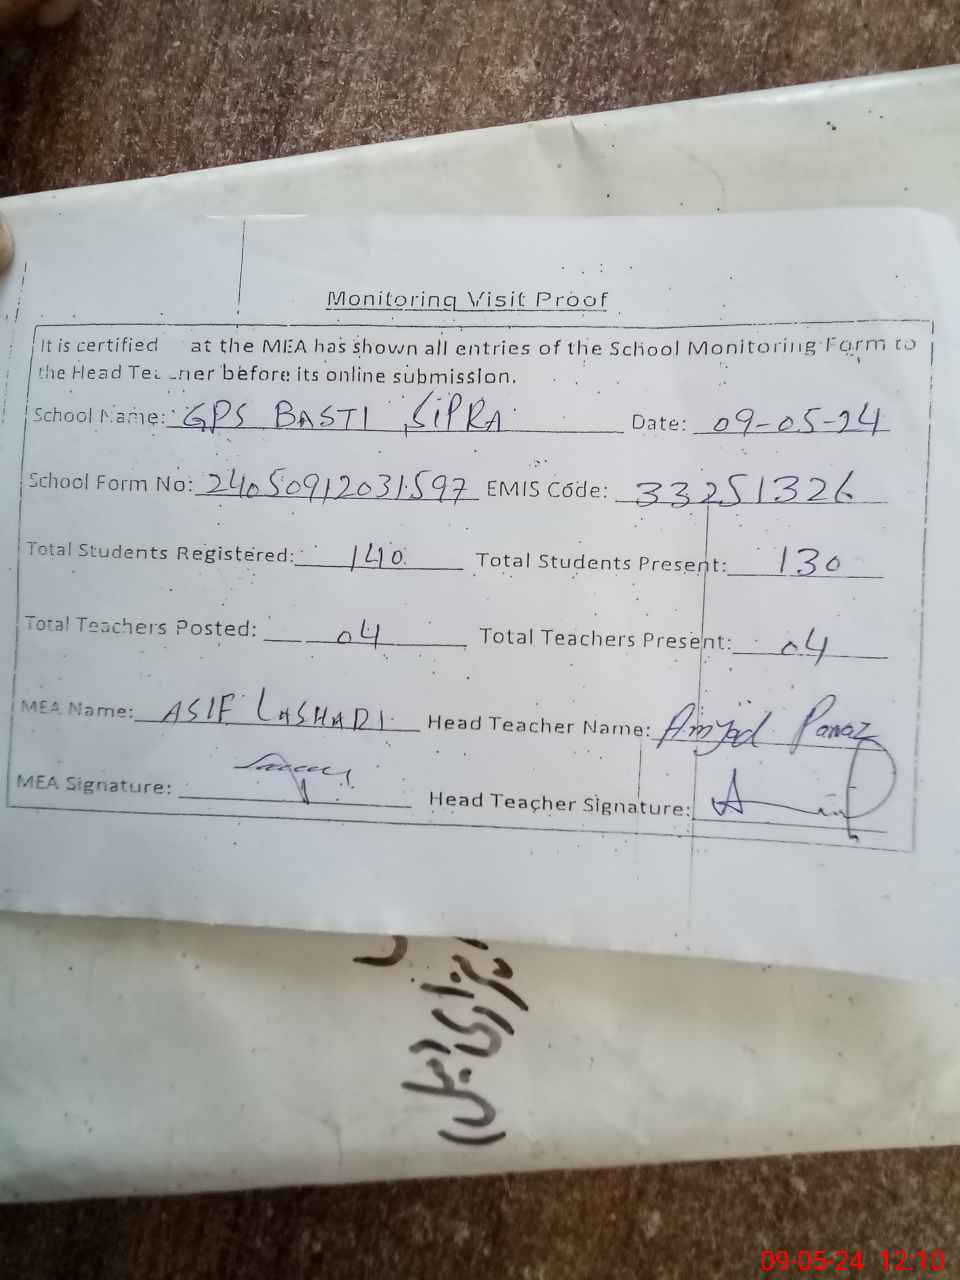 Monitoring Visit Proof
It is certified at the MEA has shown all entries of the School Monitoring Form to
the Head Teacher before its online submission.
School Name: GPS BASTI SIPRA Date: 09-05-24
School Form No: 24050912031597 EMIS Code: 33251326
Total Students Registered: 140 Total Students Present: 130
Total Teachers Posted: 04 Total Teachers Present: 04
MEA Name: ASIF LASHARI Head Teacher Name: Amjad
MEA Signature: Head Teacher Signature:
09-05-24 12:10